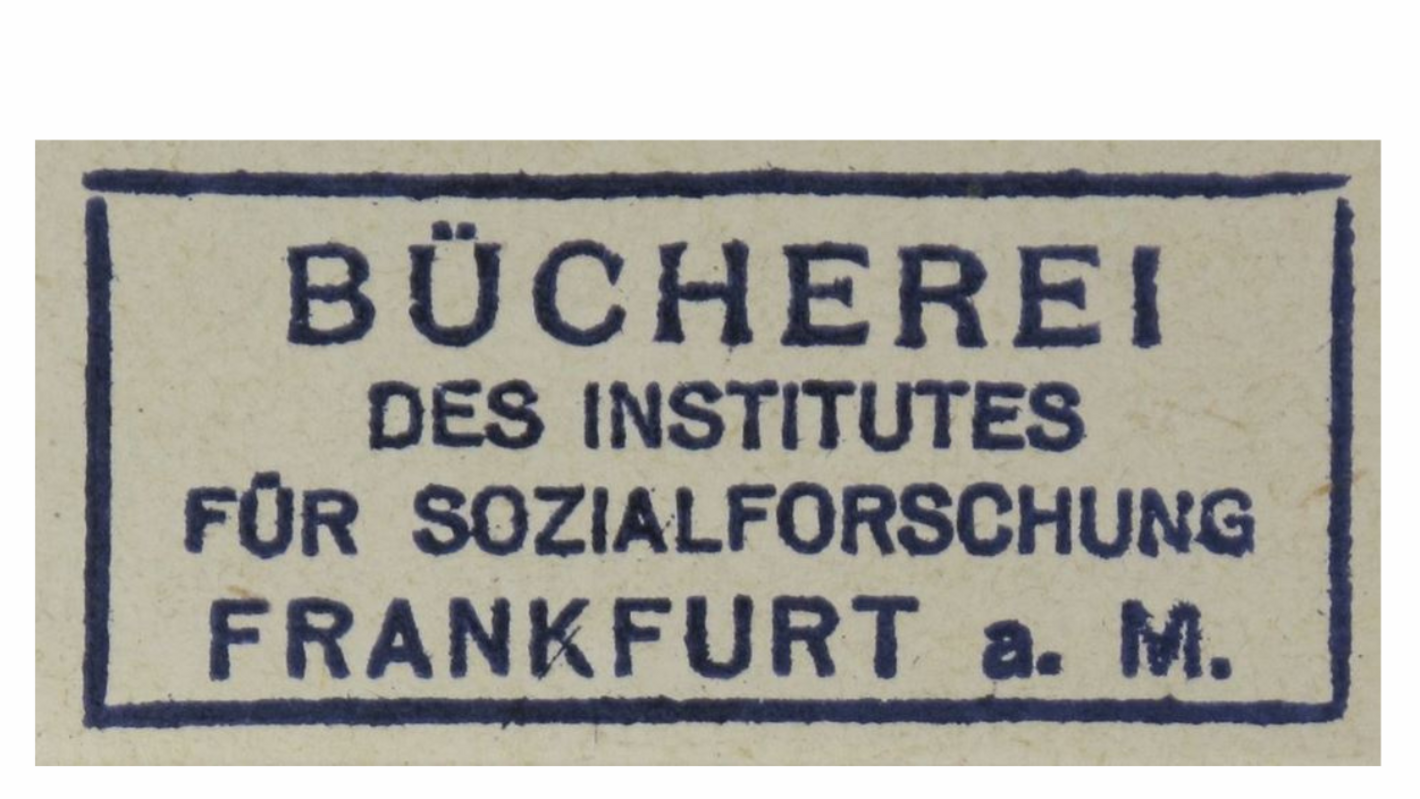 BÜCHEREI
DES INSTITUTES
FÜR SOZIALFORSCHUNG
FRANKFURT a. M.